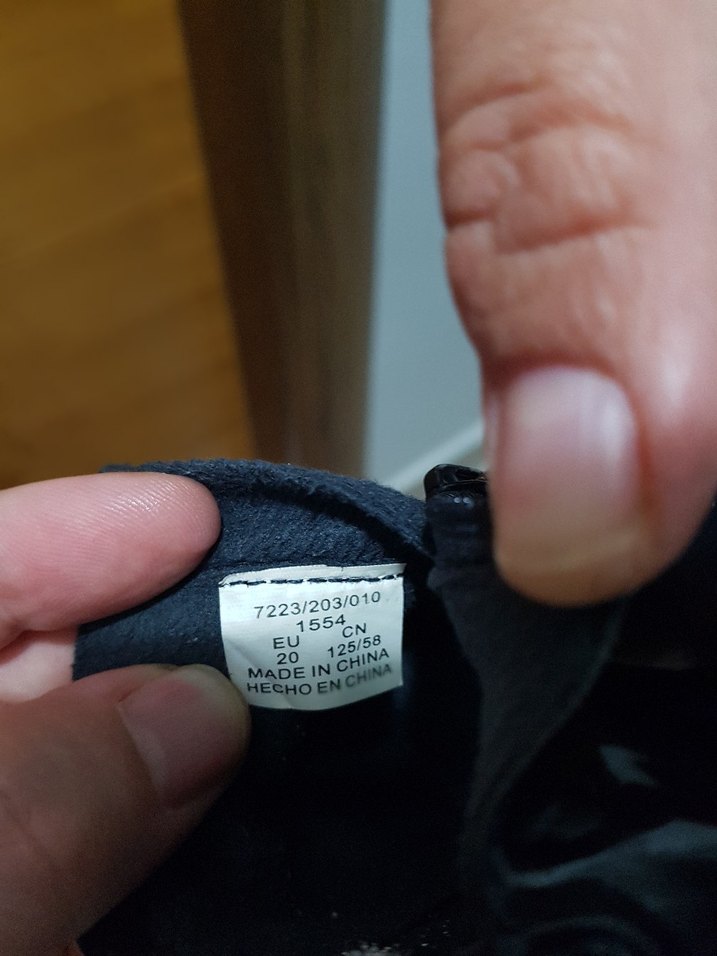 7223/203/010
1554
EU CN
20 125/58
MADE IN CHINA
HECHO EN CHINA